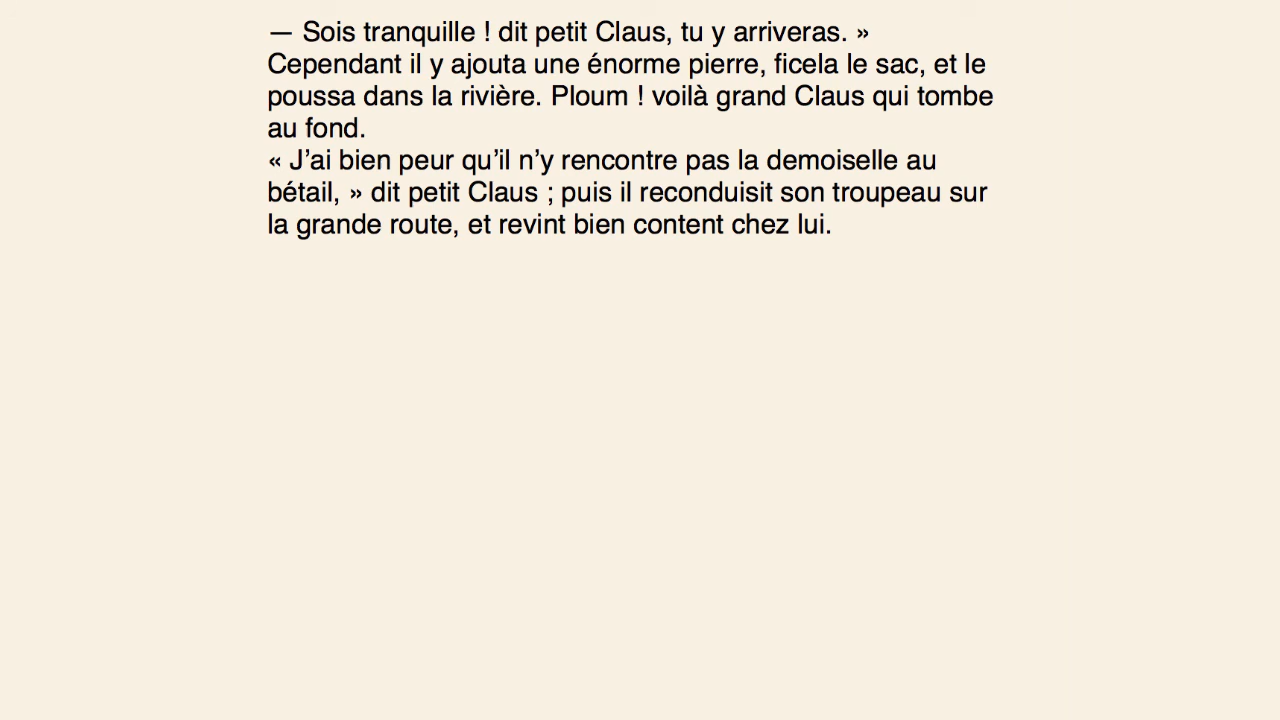 — Sois tranquille ! dit petit Claus, tu y arriveras. »
Cependant il y ajouta une énorme pierre, ficela le sac, et le
poussa dans la rivière. Ploum ! voilà grand Claus qui tombe
au fond.
« J’ai bien peur qu’il n’y rencontre pas la demoiselle au
bétail, » dit petit Claus ; puis il reconduisit son troupeau sur
la grande route, et revint bien content chez lui.